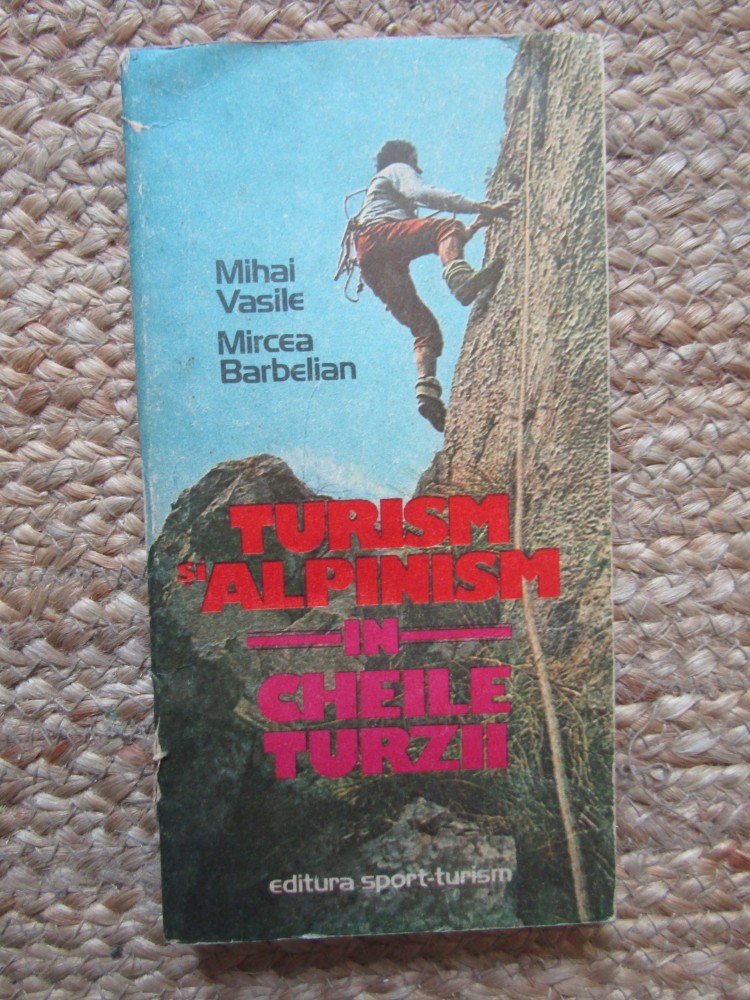 Mihai
Vasile
Mircea
Barbelian
TURISM
şi ALPINISM
IN
CHEILE
TURZII
editura sport-turism